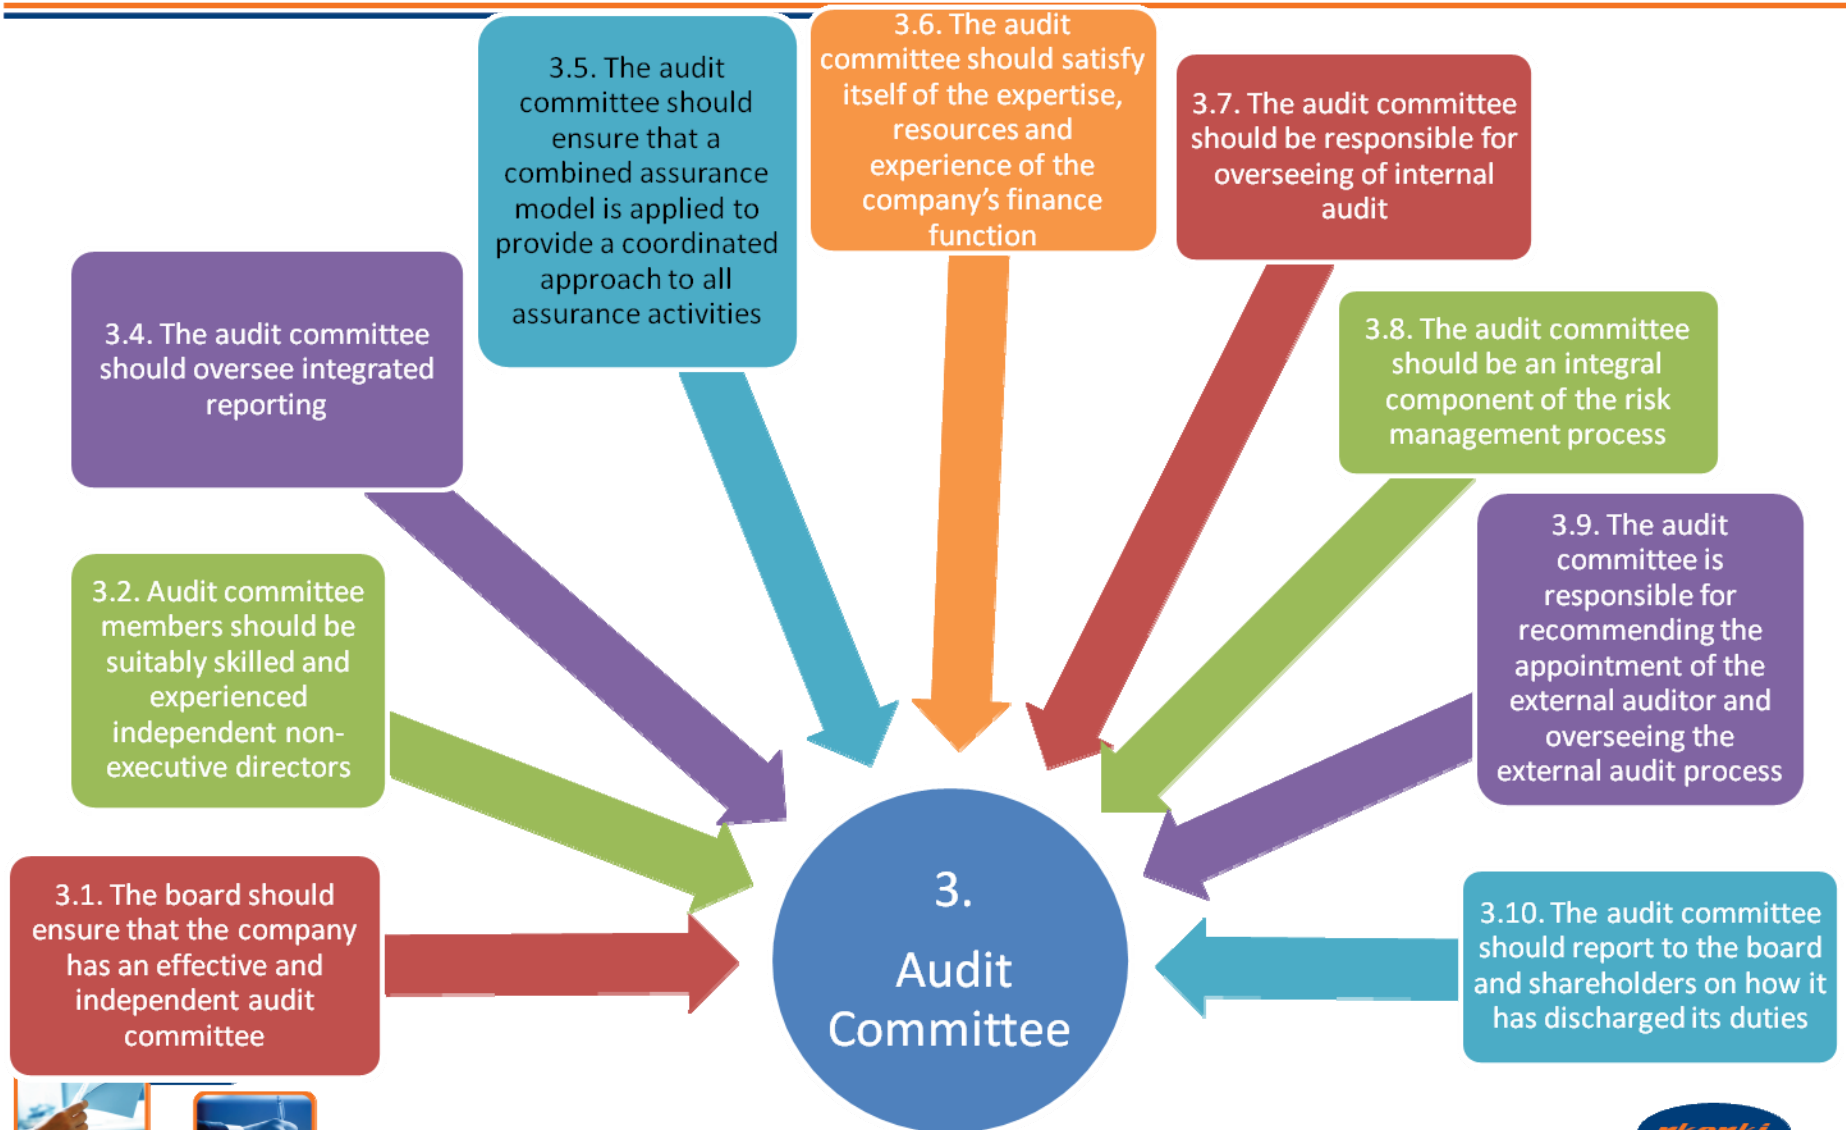 3.1. The board should
ensure that the company
has an effective and
independent audit
committee
3.2. Audit committee
members should be
suitably skilled and
experienced
independent non-
executive directors
3.4. The audit committee
should oversee integrated
reporting
3.5. The audit
committee should
ensure that a
combined assurance
model is applied to
provide a coordinated
approach to all
assurance activities
3.6. The audit
committee should satisfy
itself of the expertise,
resources and
experience of the
company’s finance
function
3.7. The audit committee
should be responsible for
overseeing of internal
audit
3.8. The audit committee
should be an integral
component of the risk
management process
3.9. The audit
committee is
responsible for
recommending the
appointment of the
external auditor and
overseeing the
external audit process
3.10. The audit committee
should report to the board
and shareholders on how it
has discharged its duties
3.
Audit
Committee